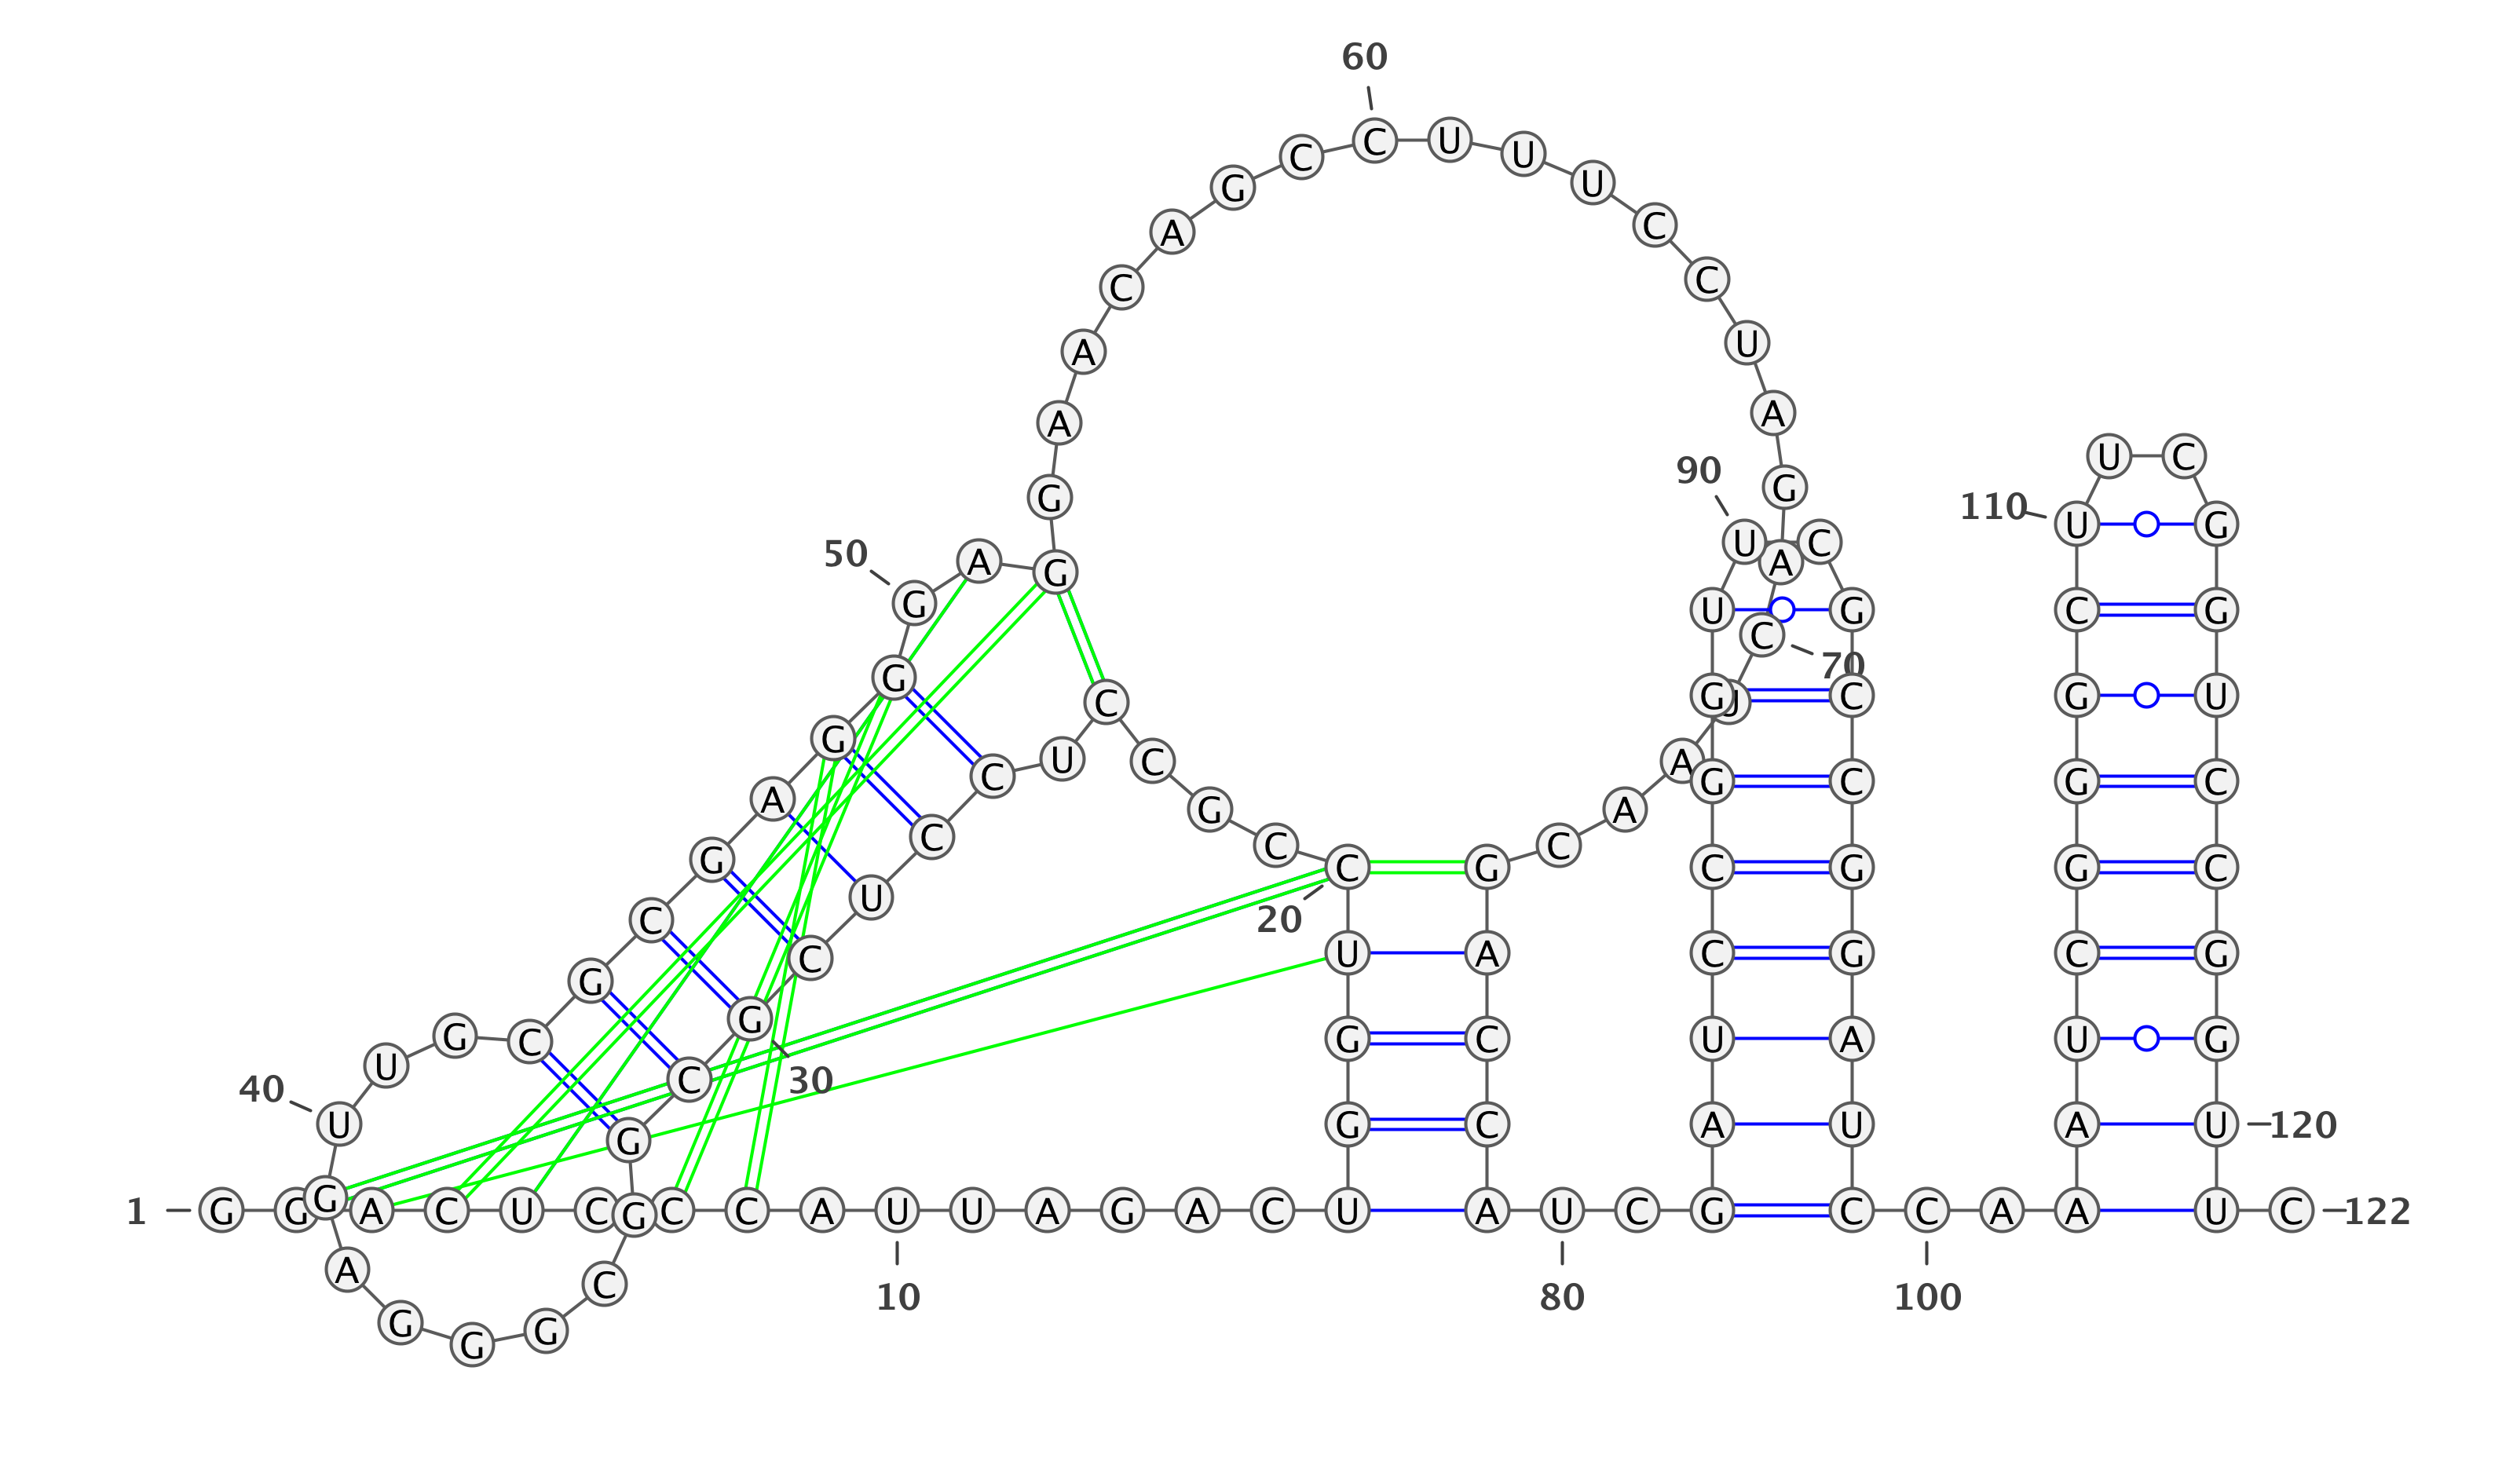 60
G C C U U U
A C
C C
A U
A A
U C
90
G G
110 U G
50 A G U A C
G U G C G
C
70
G C U G C G U
G
A C U C A G C G C
A G A
C
G C C C G C G G C
U
C 20
U A C G C G
C
G
G
C G G C U A U G
U
C 30
40
U G C A U A U 120
G
1 G G G A C U C G C C A U U A G A C U A U C G C C A A A U C 122
A
C
10 80 100
G G
G